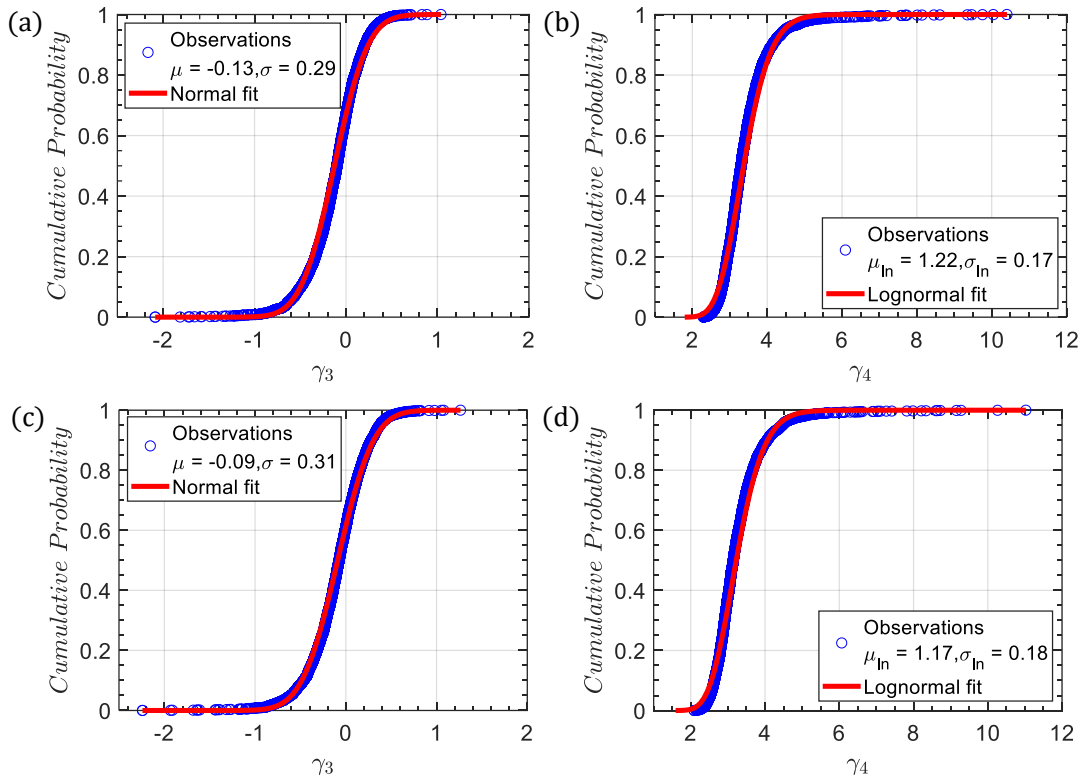 (a)
Cumulative Probability
1
0.8
0.6
0.4
0.2
0
Observations
μ = -0.13,σ = 0.29
Normal fit
-2 -1 0 1 2
γ3
(b)
Cumulative Probability
1
0.8
0.6
0.4
0.2
0
Observations
μln = 1.22,σln = 0.17
Lognormal fit
2 4 6 8 10 12
γ4
(c)
Cumulative Probability
1
0.8
0.6
0.4
0.2
0
Observations
μ = -0.09,σ = 0.31
Normal fit
-2 -1 0 1 2
γ3
(d)
Cumulative Probability
1
0.8
0.6
0.4
0.2
0
Observations
μln = 1.17,σln = 0.18
Lognormal fit
2 4 6 8 10 12
γ4